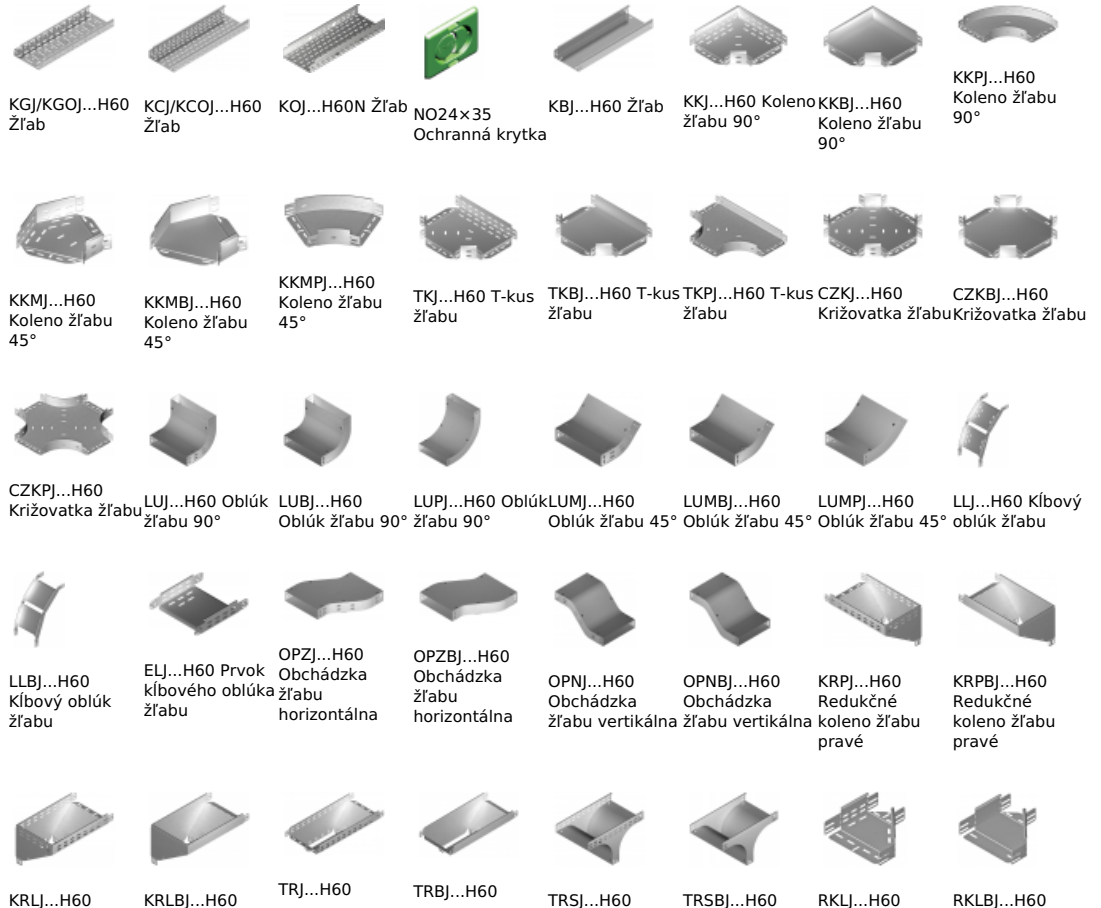 KGJ/KGOJ...H60
Žľab
KCJ/KCOJ...H60
Žľab
KOJ...H60N Žľab
NO24×35
Ochranná krytka
KBJ...H60 Žľab
KKJ...H60 Koleno
žľabu 90°
KKBJ...H60
Koleno žľabu
90°
KKPJ...H60
Koleno žľabu
90°
KKMJ...H60
Koleno žľabu
45°
KKMBJ...H60
Koleno žľabu
45°
KKMPJ...H60
Koleno žľabu
45°
TKJ...H60 T-kus
žľabu
TKBJ...H60 T-kus
žľabu
TKPJ...H60 T-kus
žľabu
CZKJ...H60
Križovatka žľabu
CZKBJ...H60
Križovatka žľabu
CZKPJ...H60
Križovatka žľabu
LUJ...H60 Oblúk
žľabu 90°
LUBJ...H60
Oblúk žľabu 90°
LUPJ...H60 Oblúk
žľabu 90°
LUMJ...H60
Oblúk žľabu 45°
LUMBJ...H60
Oblúk žľabu 45°
LUMPJ...H60
Oblúk žľabu 45°
LLJ...H60 Kĺbový
oblúk žľabu
LLBJ...H60
Kĺbový oblúk
žľabu
ELJ...H60 Prvok
kĺbového oblúka
žľabu
OPZJ...H60
Obchádzka
žľabu
horizontálna
OPZBJ...H60
Obchádzka
žľabu
horizontálna
OPNJ...H60
Obchádzka
žľabu vertikálna
OPNBJ...H60
Obchádzka
žľabu vertikálna
KRPJ...H60
Redukčné
koleno žľabu
pravé
KRPBJ...H60
Redukčné
koleno žľabu
pravé
KRLJ...H60
KRLBJ...H60
TRJ...H60
TRBJ...H60
TRSJ...H60
TRSBJ...H60
RKLJ...H60
RKLBJ...H60